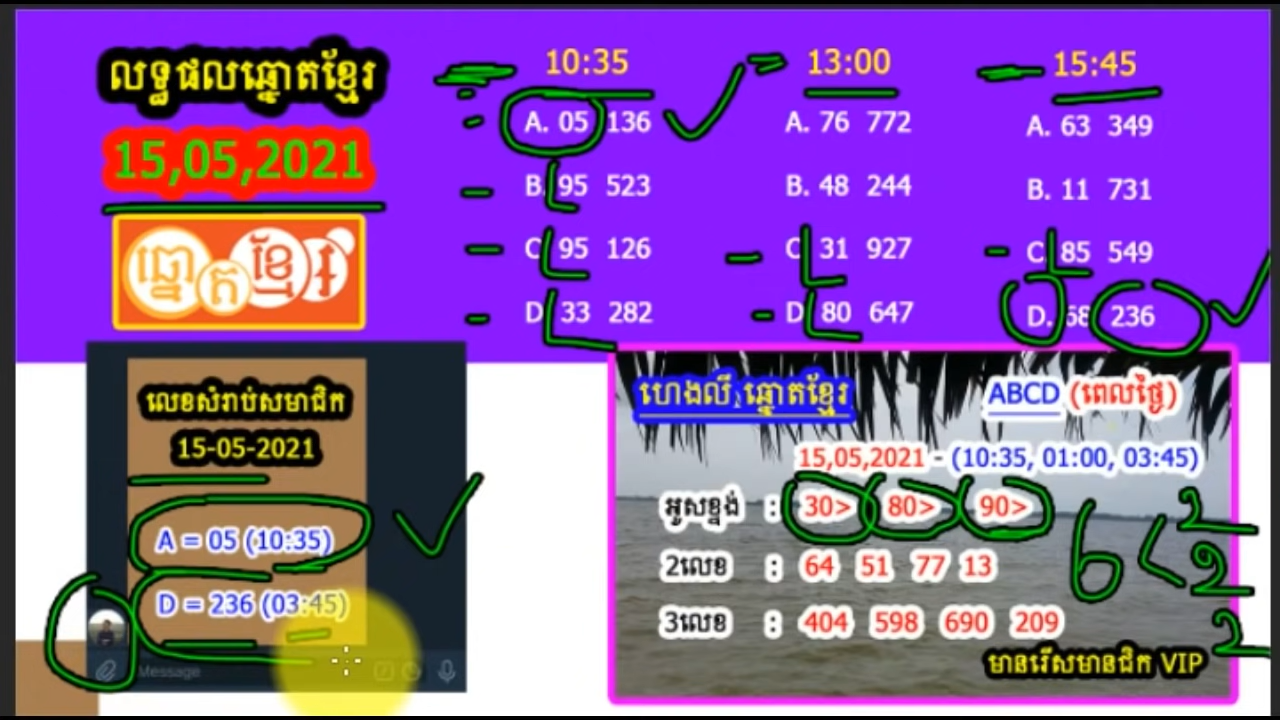 លទ្ធផលឆ្នោតខ្មែរ
15,05,2021
ឆ្នោតខ្មែរ
10:35
A. 05 136
B. 95 523
C 95 126
D 33 282
13:00
A. 76 772
B. 48 244
C 31 927
D 80 647
15:45
A. 63 349
B. 11 731
C. 85 549
D. 68 236
លេខសំរាប់សមាជិក
15-05-2021
A = 05 (10:35)
D = 236 (03:45)
Message
ហេងលី ឆ្នោតខ្មែរ
ABCD (ពេលថ្ងៃ)
15,05,2021 - (10:35, 01:00, 03:45)
អូសខ្នង់ : 30> 80> 90>
2លេខ : 64 51 77 13
3លេខ : 404 598 690 209
មានរើសមានជិក VIP
6 < 2
2
2